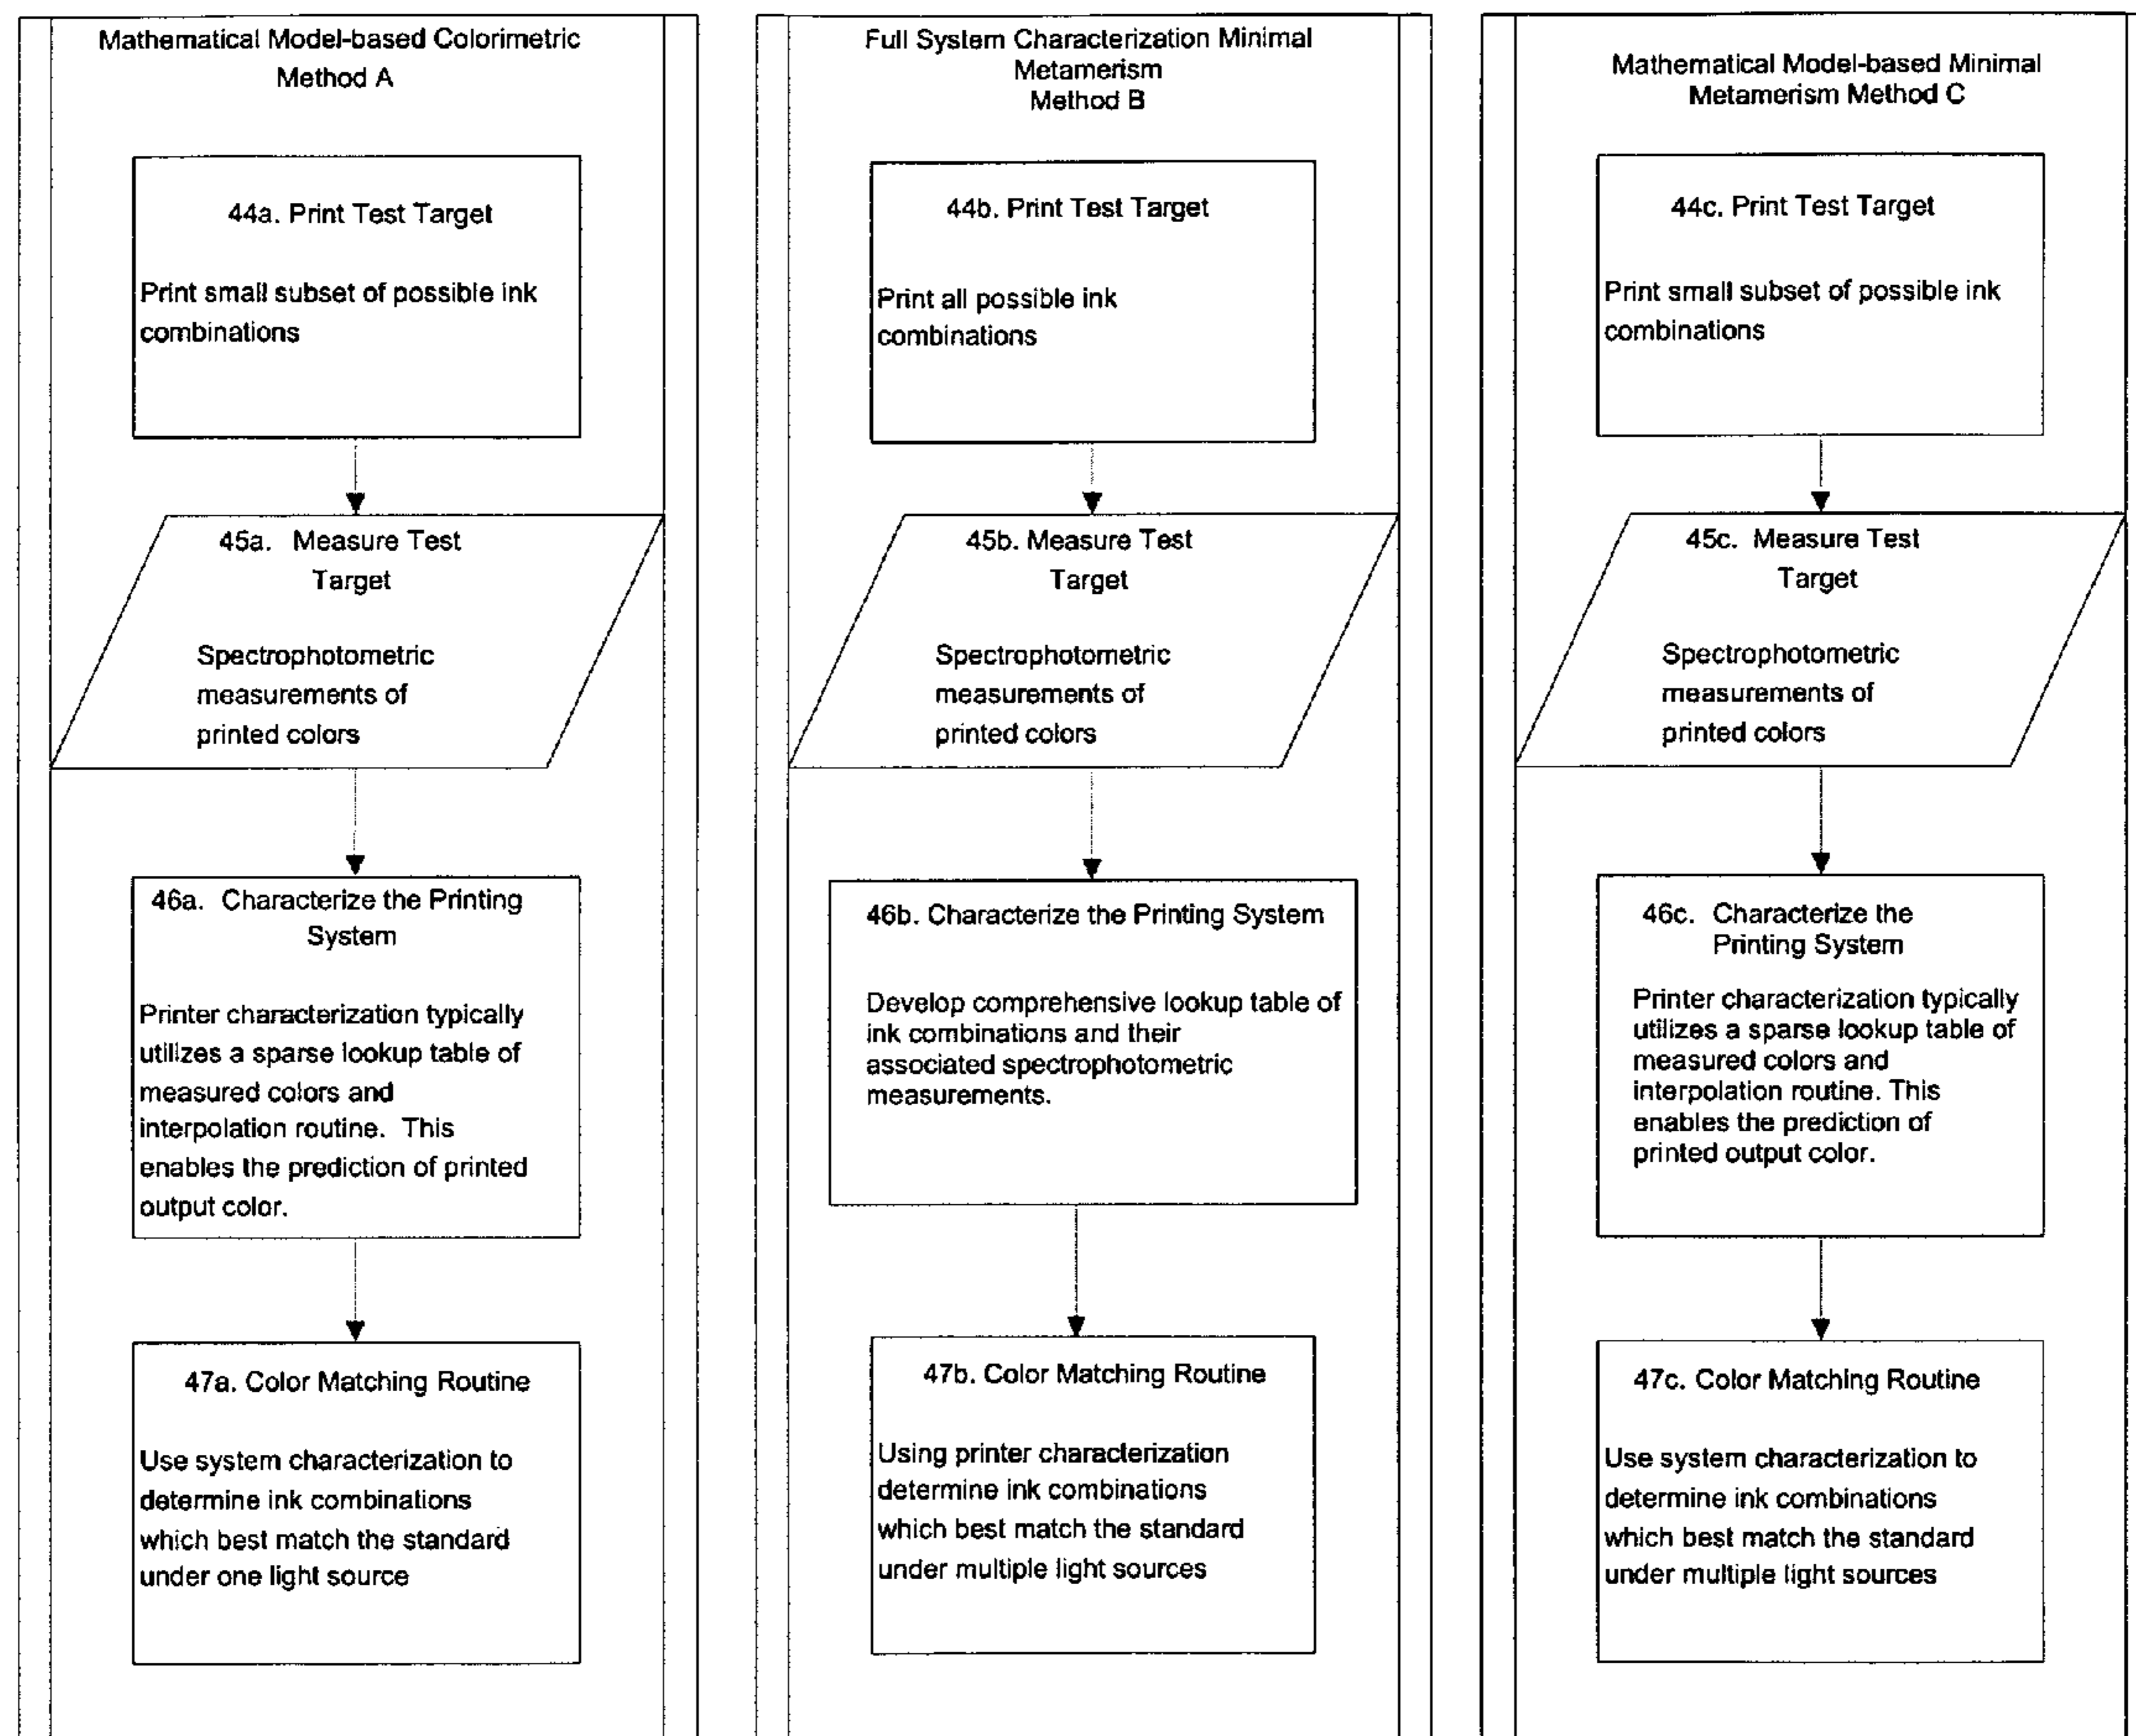 Mathematical Model-based Colorimetric
Method A
44a. Print Test Target
Print small subset of possible ink
combinations
45a. Measure Test
Target
Spectrophotometric
measurements of
printed colors
46a. Characterize the Printing
System
Printer characterization typically
utilizes a sparse lookup table of
measured colors and
interpolation routine. This
enables the prediction of printed
output color.
47a. Color Matching Routine
Use system characterization to
determine ink combinations
which best match the standard
under one light source
Full System Characterization Minimal
Metamerism
Method B
44b. Print Test Target
Print all possible ink
combinations
45b. Measure Test
Target
Spectrophotometric
measurements of
printed colors
46b. Characterize the Printing System
Develop comprehensive lookup table of
ink combinations and their
associated spectrophotometric
measurements.
47b. Color Matching Routine
Using printer characterization
determine ink combinations
which best match the standard
under multiple light sources
Mathematical Model-based Minimal
Metamerism Method C
44c. Print Test Target
Print small subset of possible ink
combinations
45c. Measure Test
Target
Spectrophotometric
measurements of
printed colors
46c. Characterize the
Printing System
Printer characterization typically
utilizes a sparse lookup table of
measured colors and
interpolation routine. This
enables the prediction of
printed output color.
47c. Color Matching Routine
Use system characterization to
determine ink combinations
which best match the standard
under multiple light sources